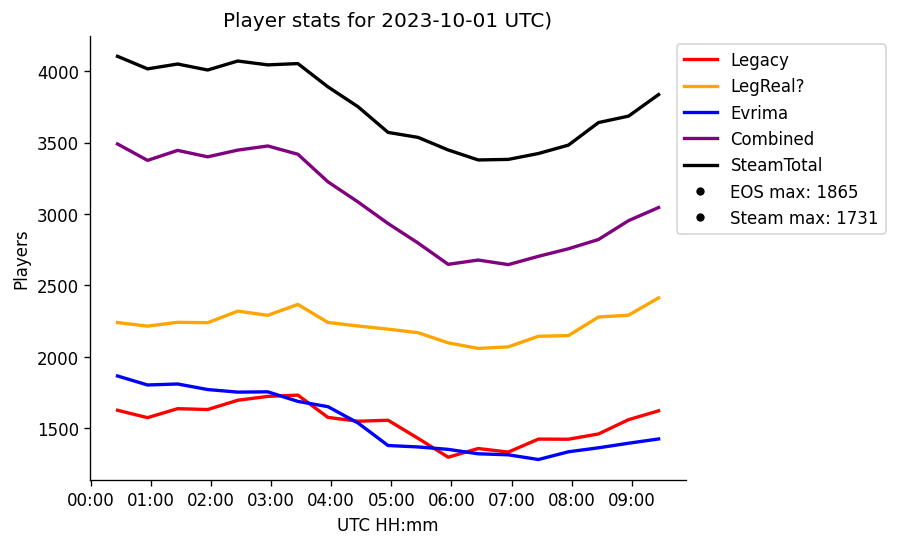 Player stats for 2023-10-01 UTC)
Legacy
LegReal?
Evrima
Combined
SteamTotal
EOS max: 1865
Steam max: 1731
Players
4000
3500
3000
2500
2000
1500
00:00 01:00 02:00 03:00 04:00 05:00 06:00 07:00 08:00 09:00
UTC HH:mm